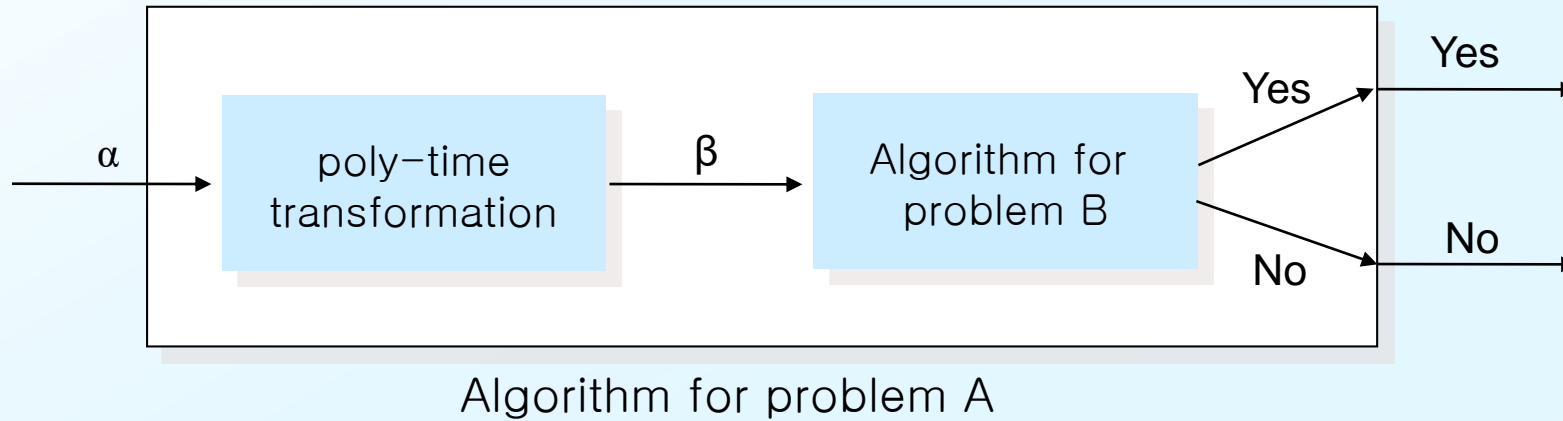 Yes
Yes
α
poly-time
transformation
β
Algorithm for
problem B
No
No
Algorithm for problem A